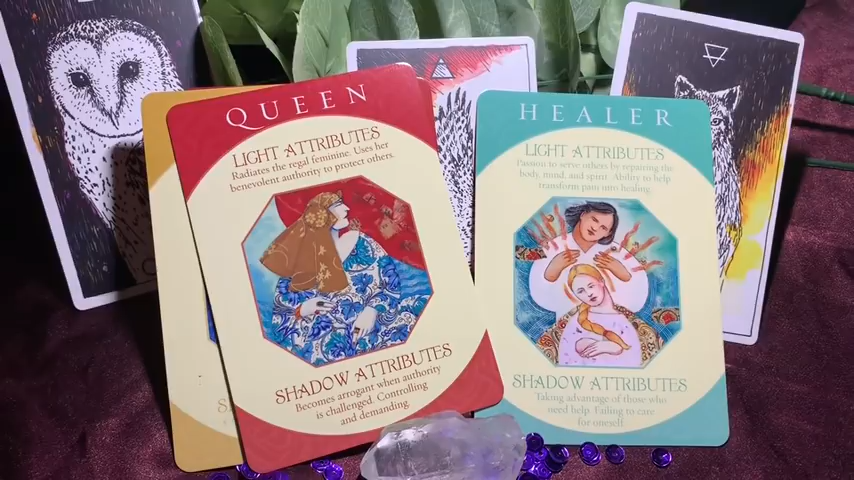 QUEEN
LIGHT ATTRIBUTES
Radiates the regal feminine. Uses her
benevolent authority to protect others.
SHADOW ATTRIBUTES
Becomes arrogant when authority
is challenged. Controlling
and demanding.
HEALER
LIGHT ATTRIBUTES
Passion to serve others by repairing the
body, mind, and spirit. Ability to help
transform pain into healing.
SHADOW ATTRIBUTES
Taking advantage of those who
need help. Failing to care
for oneself.